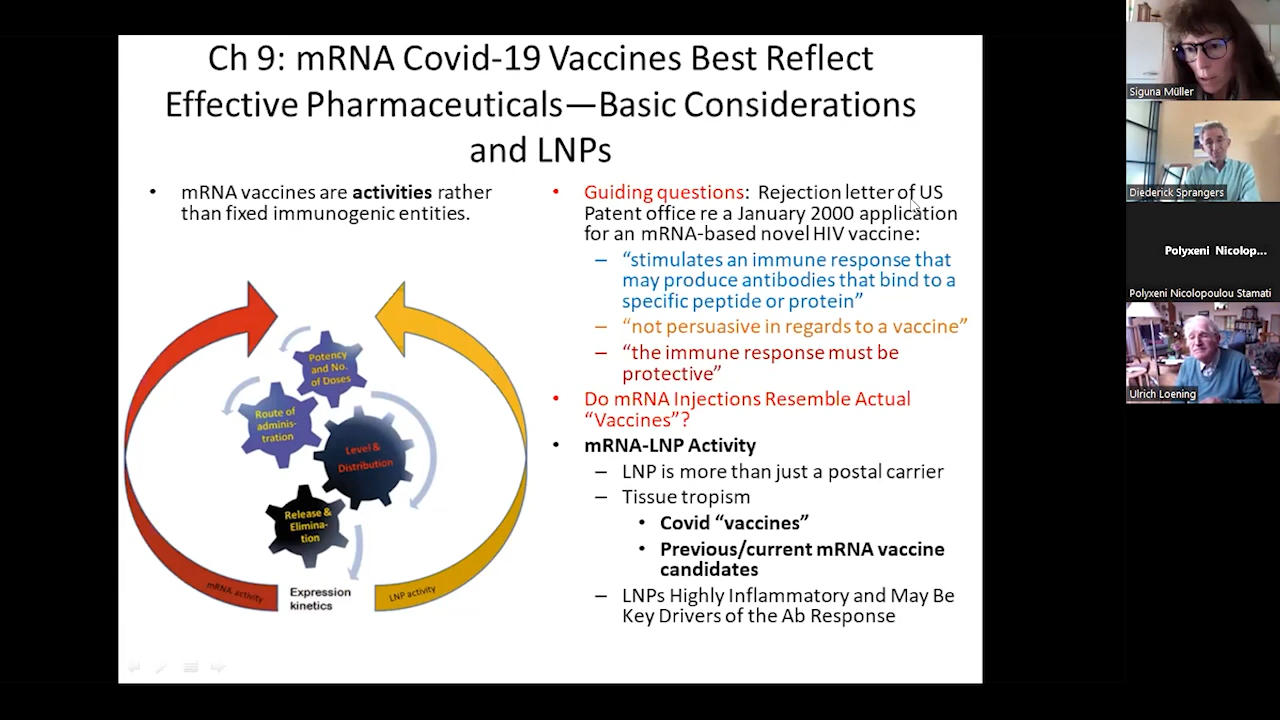 Ch 9: mRNA Covid-19 Vaccines Best Reflect
Effective Pharmaceuticals—Basic Considerations
and LNPs
• mRNA vaccines are activities rather
than fixed immunogenic entities.
Potency
and No.
of Doses
Route of
adminis-
tration
Level &
Distribution
Release &
Elimina-
tion
mRNA activity
Expression
kinetics
LNP activity
• Guiding questions: Rejection letter of US
Patent office re a January 2000 application
for an mRNA-based novel HIV vaccine:
– “stimulates an immune response that
may produce antibodies that bind to a
specific peptide or protein”
– “not persuasive in regards to a vaccine”
– “the immune response must be
protective”
• Do mRNA Injections Resemble Actual
“Vaccines”?
• mRNA-LNP Activity
– LNP is more than just a postal carrier
– Tissue tropism
• Covid “vaccines”
• Previous/current mRNA vaccine
candidates
– LNPs Highly Inflammatory and May Be
Key Drivers of the Ab Response
Siguna Müller
Diederick Sprangers
Polyxeni Nicolop...
Polyxeni Nicolopoulou Stamati
Ulrich Loening